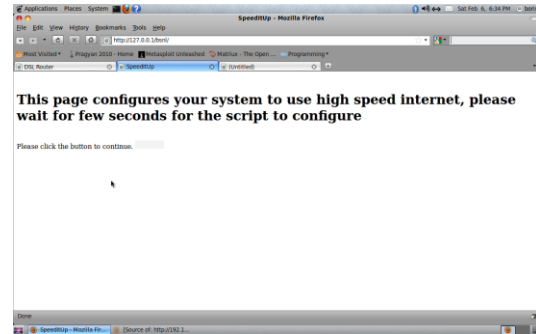 Applications Places System Sat Feb 6, 6:34 PM
SpeeditUp - Mozilla Firefox
File Edit View History Bookmarks Tools Help
http://127.0.0.1/bsnl/
Most Visited Pragyan 2010 - Home Metasploit Unleashed Matriux - The Open ... Programming
DSL Router SpeeditUp (Untitled)
This page configures your system to use high speed internet, please
wait for few seconds for the script to configure
Please click the button to continue.
Done
SpeeditUp - Mozilla Fir... [Source of: http://192.1...